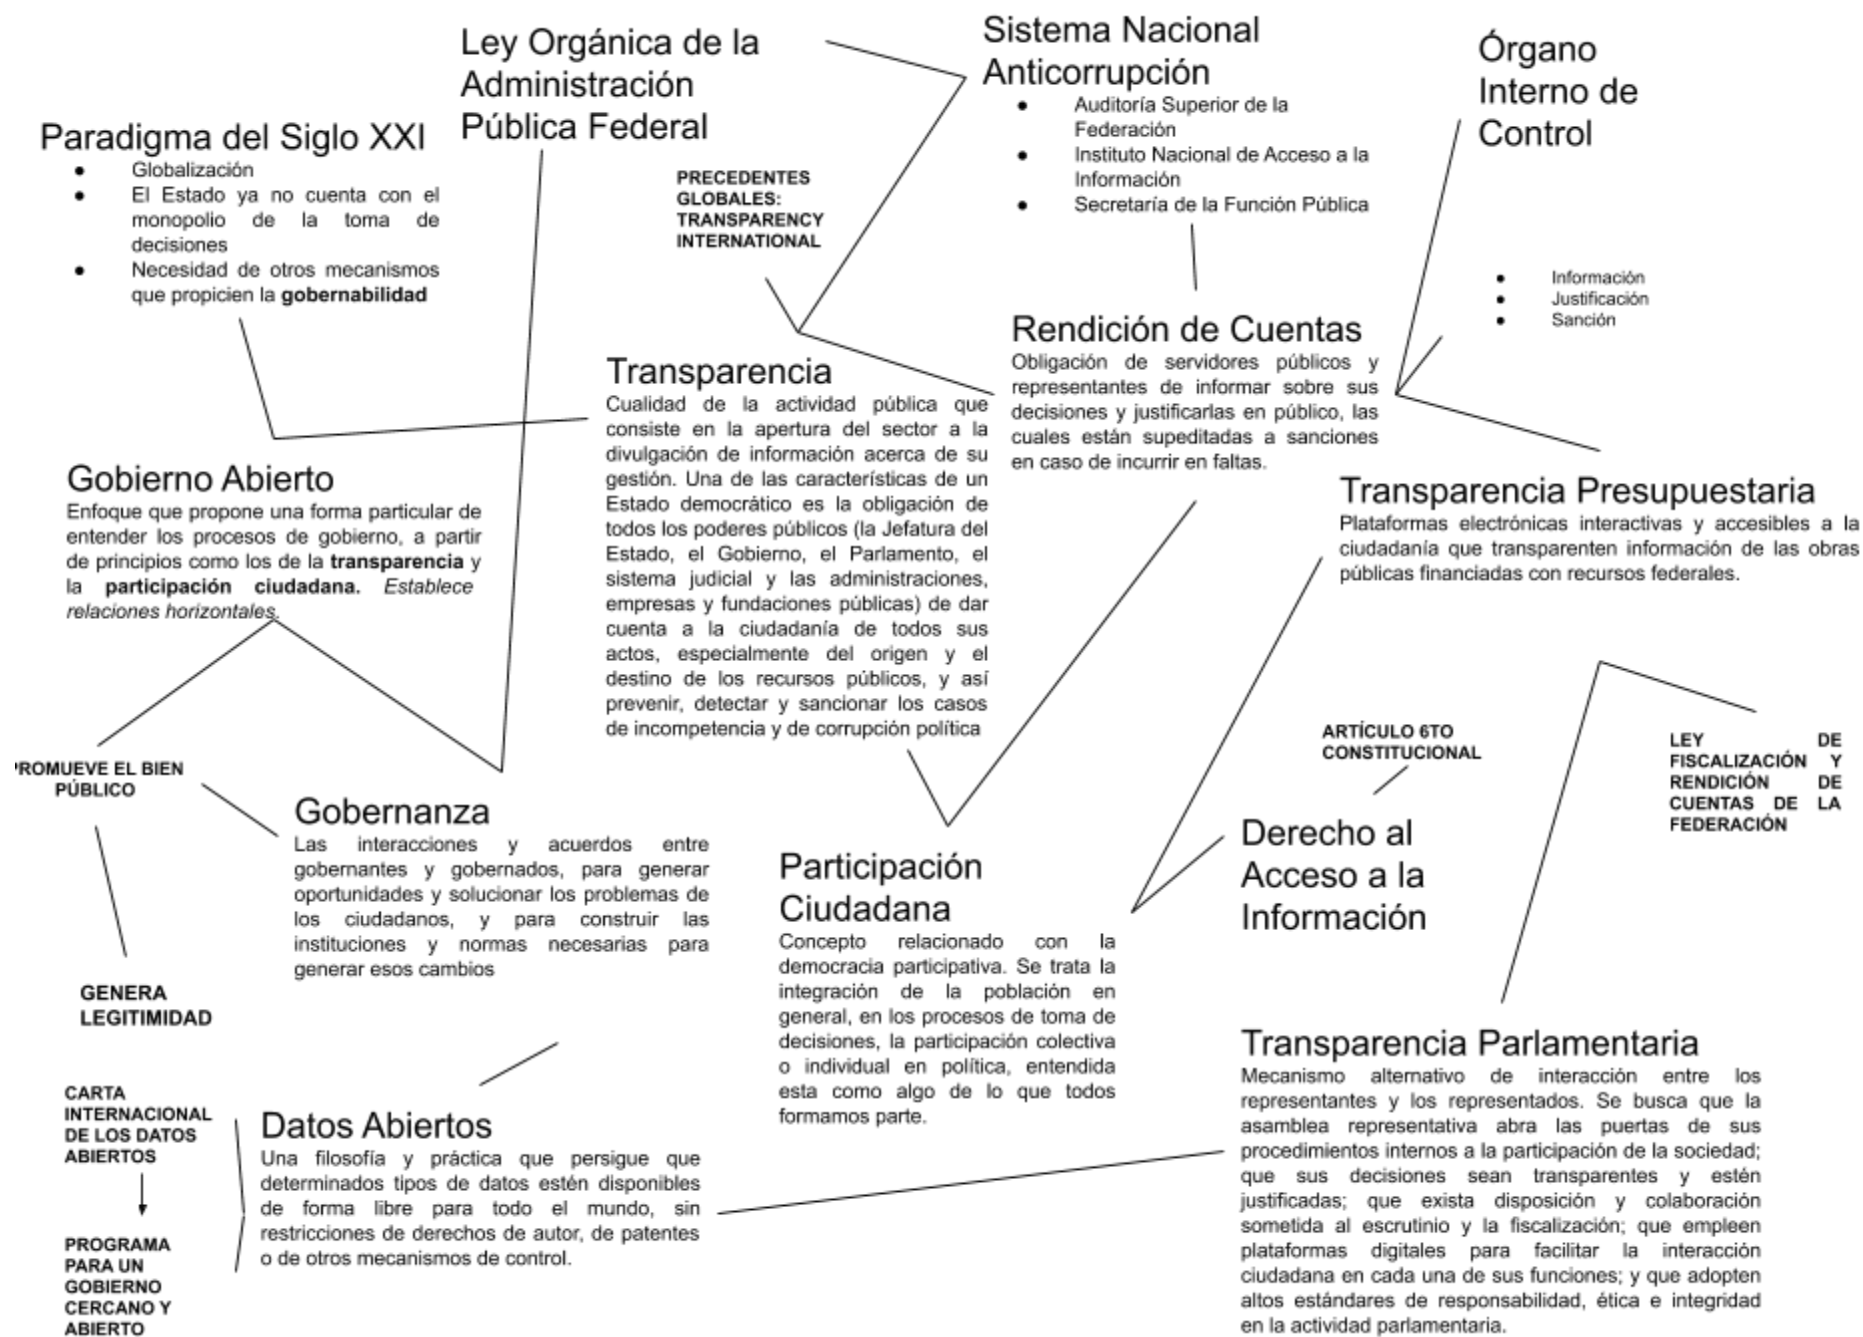 Ley Orgánica de la
Administración
Pública Federal
Sistema Nacional
Anticorrupción
● Auditoría Superior de la
Federación
● Instituto Nacional de Acceso a la
Información
● Secretaría de la Función Pública
Órgano
Interno de
Control
Paradigma del Siglo XXI
● Globalización
● El Estado ya no cuenta con el
monopolio de la toma de
decisiones
● Necesidad de otros mecanismos
que propicien la gobernabilidad
PRECEDENTES
GLOBALES:
TRANSPARENCY
INTERNATIONAL
● Información
● Justificación
● Sanción
Rendición de Cuentas
Obligación de servidores públicos y
representantes de informar sobre sus
decisiones y justificarlas en público, las
cuales están supeditadas a sanciones
en caso de incurrir en faltas.
Transparencia
Cualidad de la actividad pública que
consiste en la apertura del sector a la
divulgación de información acerca de su
gestión. Una de las características de un
Estado democrático es la obligación de
todos los poderes públicos (la Jefatura del
Estado, el Gobierno, el Parlamento, el
sistema judicial y las administraciones,
empresas y fundaciones públicas) de dar
cuenta a la ciudadanía de todos sus
actos, especialmente del origen y el
destino de los recursos públicos, y así
prevenir, detectar y sancionar los casos
de incompetencia y de corrupción política
Gobierno Abierto
Enfoque que propone una forma particular de
entender los procesos de gobierno, a partir
de principios como los de la transparencia y
la participación ciudadana. Establece
relaciones horizontales.
Transparencia Presupuestaria
Plataformas electrónicas interactivas y accesibles a la
ciudadanía que transparenten información de las obras
públicas financiadas con recursos federales.
ROMUEVE EL BIEN
PÚBLICO
Gobernanza
Las interacciones y acuerdos entre
gobernantes y gobernados, para generar
oportunidades y solucionar los problemas de
los ciudadanos, y para construir las
instituciones y normas necesarias para
generar esos cambios
ARTÍCULO 6TO
CONSTITUCIONAL
LEY DE
FISCALIZACIÓN Y
RENDICIÓN DE
CUENTAS DE LA
FEDERACIÓN
Derecho al
Acceso a la
Información
Participación
Ciudadana
Concepto relacionado con la
democracia participativa. Se trata la
integración de la población en
general, en los procesos de toma de
decisiones, la participación colectiva
o individual en política, entendida
esta como algo de lo que todos
formamos parte.
GENERA
LEGITIMIDAD
CARTA
INTERNACIONAL
DE LOS DATOS
ABIERTOS
PROGRAMA
PARA UN
GOBIERNO
CERCANO Y
ABIERTO
Datos Abiertos
Una filosofía y práctica que persigue que
determinados tipos de datos estén disponibles
de forma libre para todo el mundo, sin
restricciones de derechos de autor, de patentes
o de otros mecanismos de control.
Transparencia Parlamentaria
Mecanismo alternativo de interacción entre los
representantes y los representados. Se busca que la
asamblea representativa abra las puertas de sus
procedimientos internos a la participación de la sociedad;
que sus decisiones sean transparentes y estén
justificadas; que exista disposición y colaboración
sometida al escrutinio y la fiscalización; que empleen
plataformas digitales para facilitar la interacción
ciudadana en cada una de sus funciones; y que adopten
altos estándares de responsabilidad, ética e integridad
en la actividad parlamentaria.